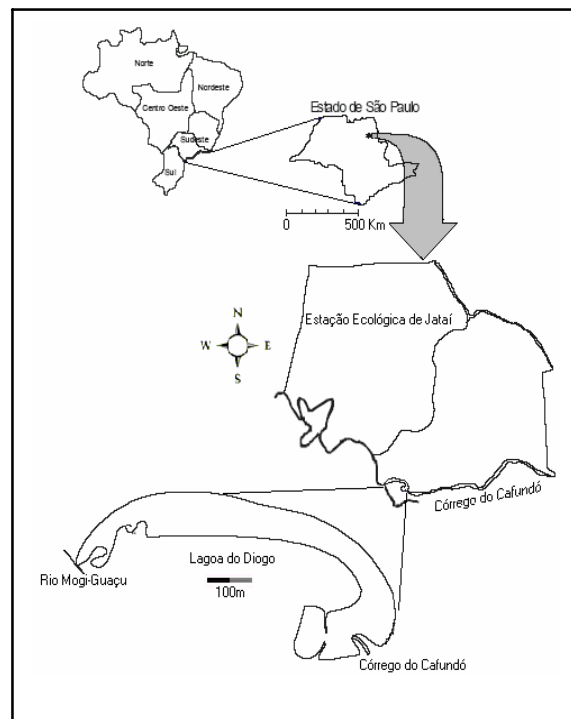 Norte
Nordeste
Centro Oeste
Sudeste
Sul
Estado de São Paulo
0 500 Km
Estação Ecológica de Jataí
N
W E
S
Córrego do Cafundó
Lagoa do Diogo
100m
Rio Mogi-Guaçu
Córrego do Cafundó